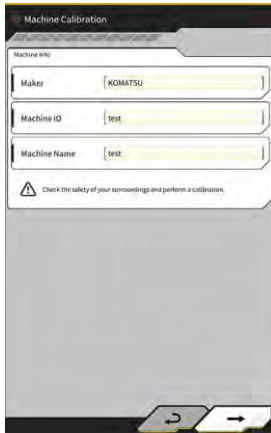 Machine Calibration
Machine Info
Maker
KOMATSU
Machine ID
test
Machine Name
test
Check the safety of your surroundings and perform a calibration.